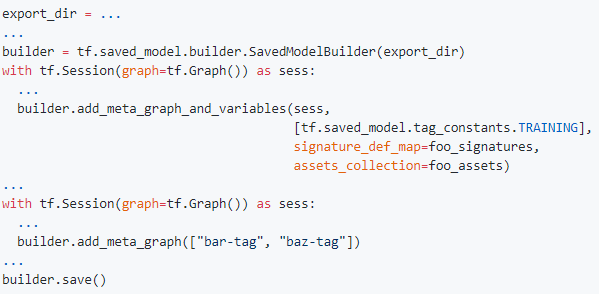 export_dir = ...
...
builder = tf.saved_model.builder.SavedModelBuilder(export_dir)
with tf.Session(graph=tf.Graph()) as sess:
  ...
  builder.add_meta_graph_and_variables(sess,
                                       [tf.saved_model.tag_constants.TRAINING],
                                       signature_def_map=foo_signatures,
                                       assets_collection=foo_assets)
...
with tf.Session(graph=tf.Graph()) as sess:
  ...
  builder.add_meta_graph(["bar-tag", "baz-tag"])
...
builder.save()